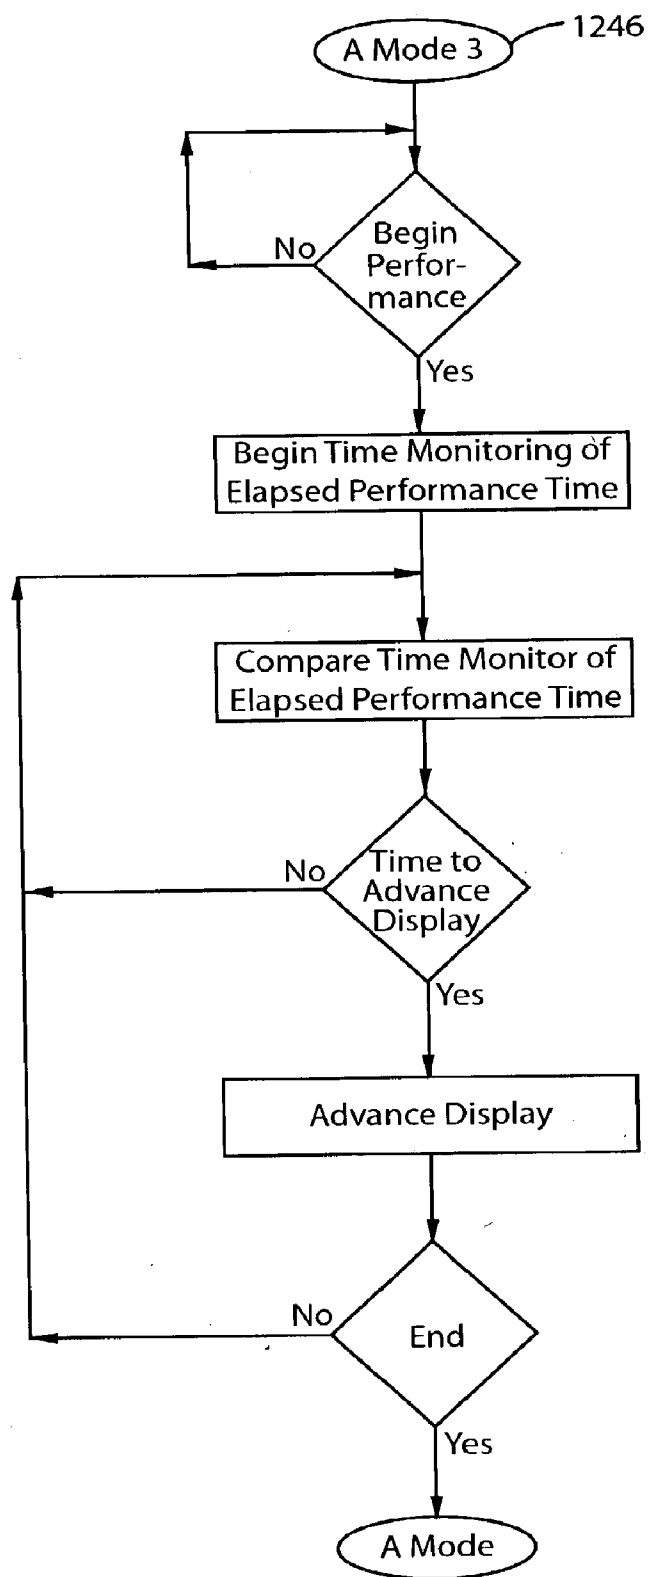 1246
A Mode 3
Begin
Perfor-
mance
No
Yes
Begin Time Monitoring of
Elapsed Performance Time
Compare Time Monitor of
Elapsed Performance Time
Time to
Advance
Display
No
Yes
Advance Display
End
No
Yes
A Mode